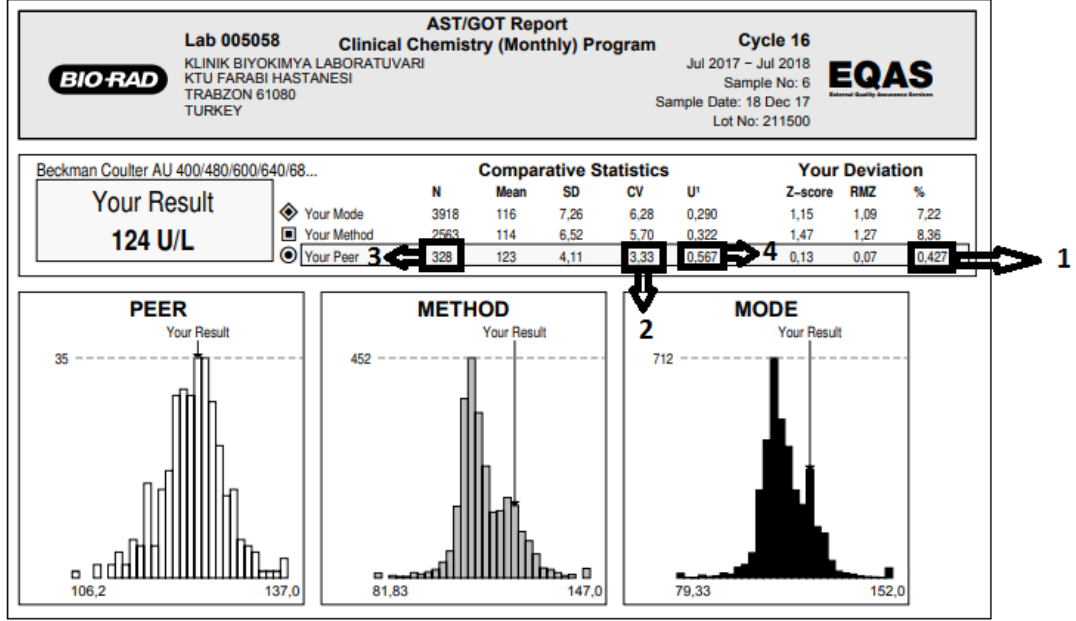 AST/GOT Report
Lab 005058 Clinical Chemistry (Monthly) Program Cycle 16
KLINIK BIYOKIMYA LABORATUVARI Jul 2017 – Jul 2018
BIO-RAD KTU FARABI HASTANESI Sample No: 6 EQAS
External Quality Assurance Services
TRABZON 61080 Sample Date: 18 Dec 17
TURKEY Lot No: 211500
Beckman Coulter AU 400/480/600/640/68... Comparative Statistics Your Deviation
N Mean SD CV U¹ Z–score RMZ %
Your Result
124 U/L
Your Mode 3918 116 7,26 6,28 0,290 1,15 1,09 7,22
Your Method 2563 114 6,52 5,70 0,322 1,47 1,27 8,36
Your Peer 3 328 123 4,11 3,33 0,567 4 0,13 0,07 0,427 1
2
PEER
Your Result
35
106,2 137,0
METHOD
Your Result
452
81,83 147,0
MODE
Your Result
712
79,33 152,0